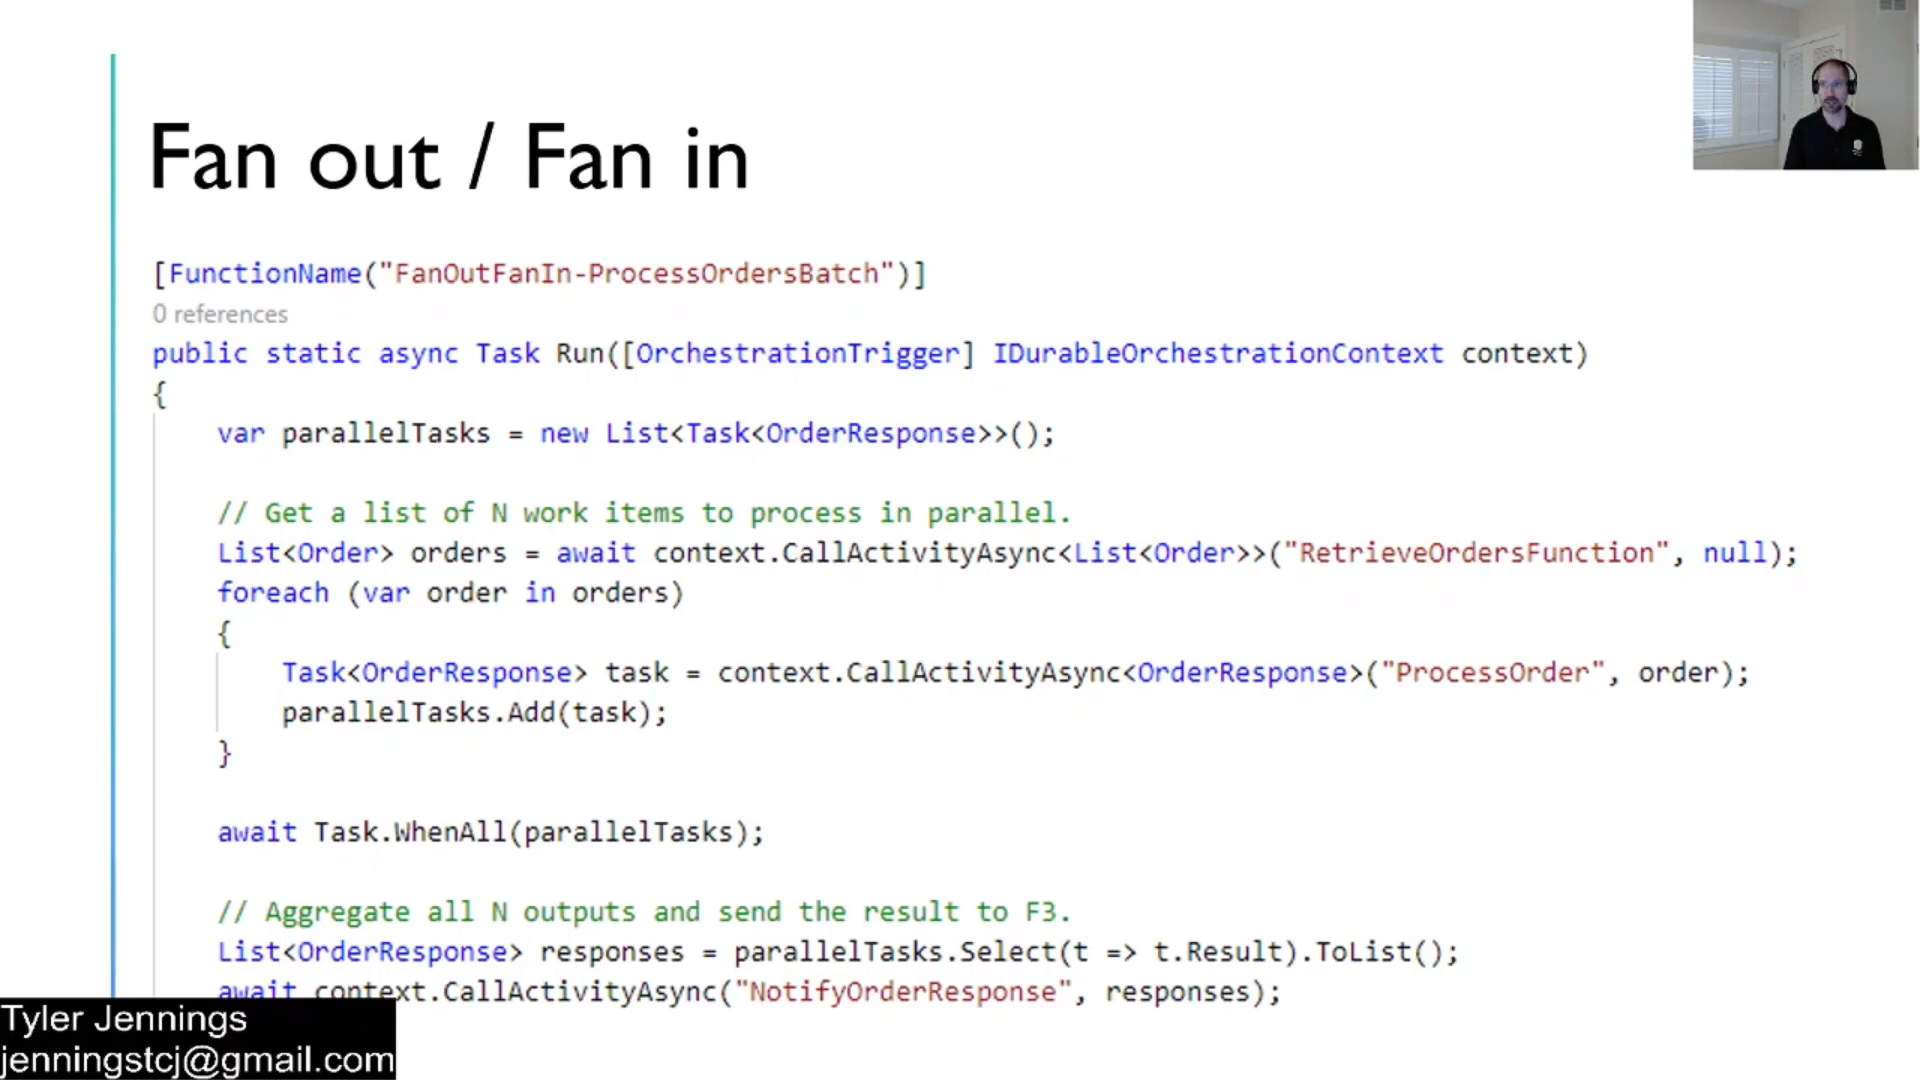 Fan out / Fan in
[FunctionName("FanOutFanIn-ProcessOrdersBatch")]
0 references
public static async Task Run([OrchestrationTrigger] IDurableOrchestrationContext context)
{
var parallelTasks = new List<Task<OrderResponse>>();
// Get a list of N work items to process in parallel.
List<Order> orders = await context.CallActivityAsync<List<Order>>("RetrieveOrdersFunction", null);
foreach (var order in orders)
{
Task<OrderResponse> task = context.CallActivityAsync<OrderResponse>("ProcessOrder", order);
parallelTasks.Add(task);
}
await Task.WhenAll(parallelTasks);
// Aggregate all N outputs and send the result to F3.
List<OrderResponse> responses = parallelTasks.Select(t => t.Result).ToList();
await context.CallActivityAsync("NotifyOrderResponse", responses);
Tyler Jennings
jenningstcj@gmail.com